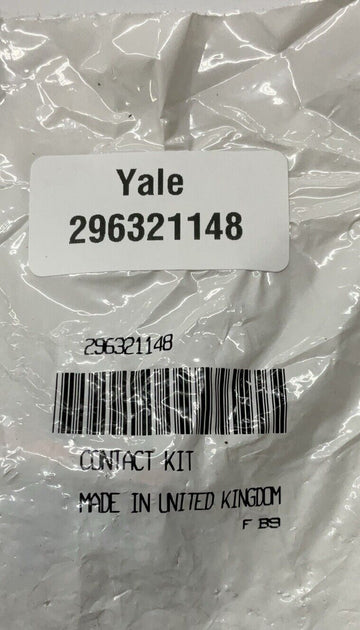 Yale
296321148
296321148
CONTACT KIT
MADE IN UNITED KINGDOM
F B9